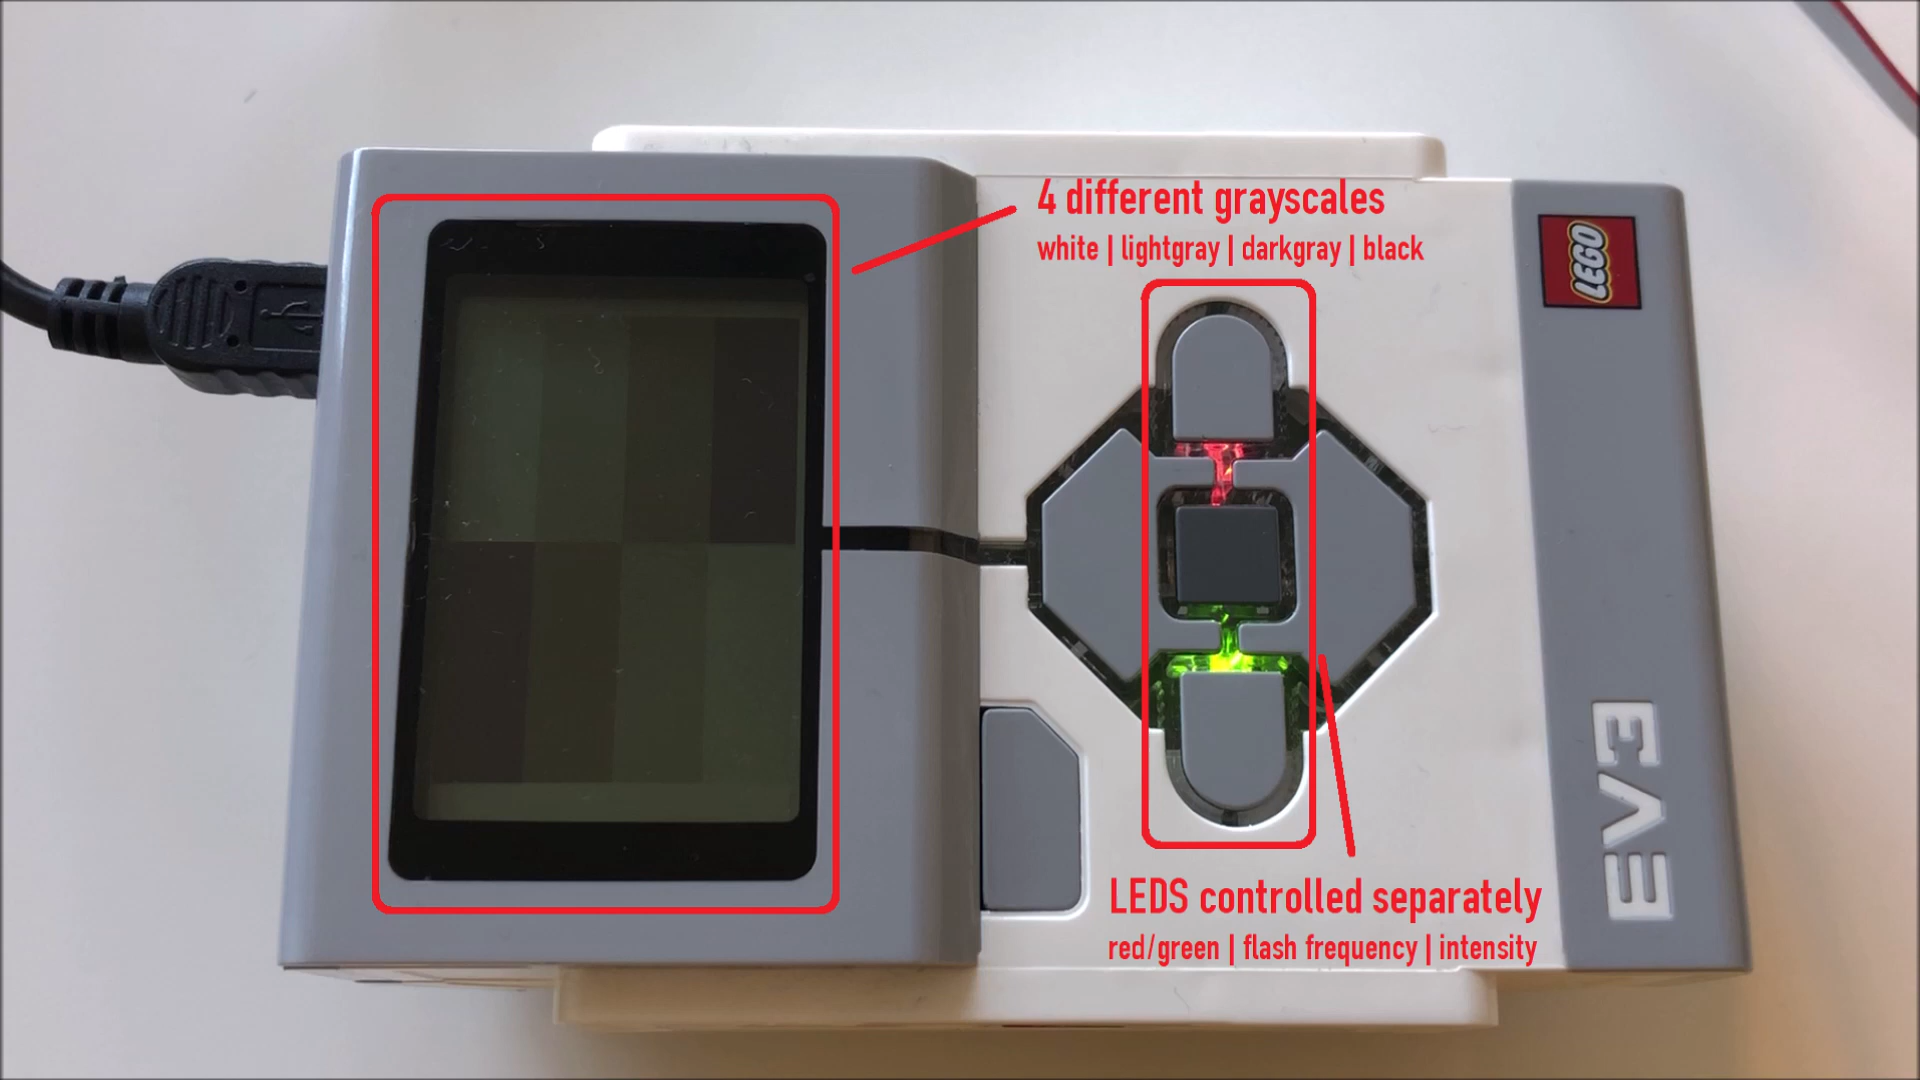 4 different grayscales
white | lightgray | darkgray | black
LEGO
EV3
LEDS controlled separately
red/green | flash frequency | intensity